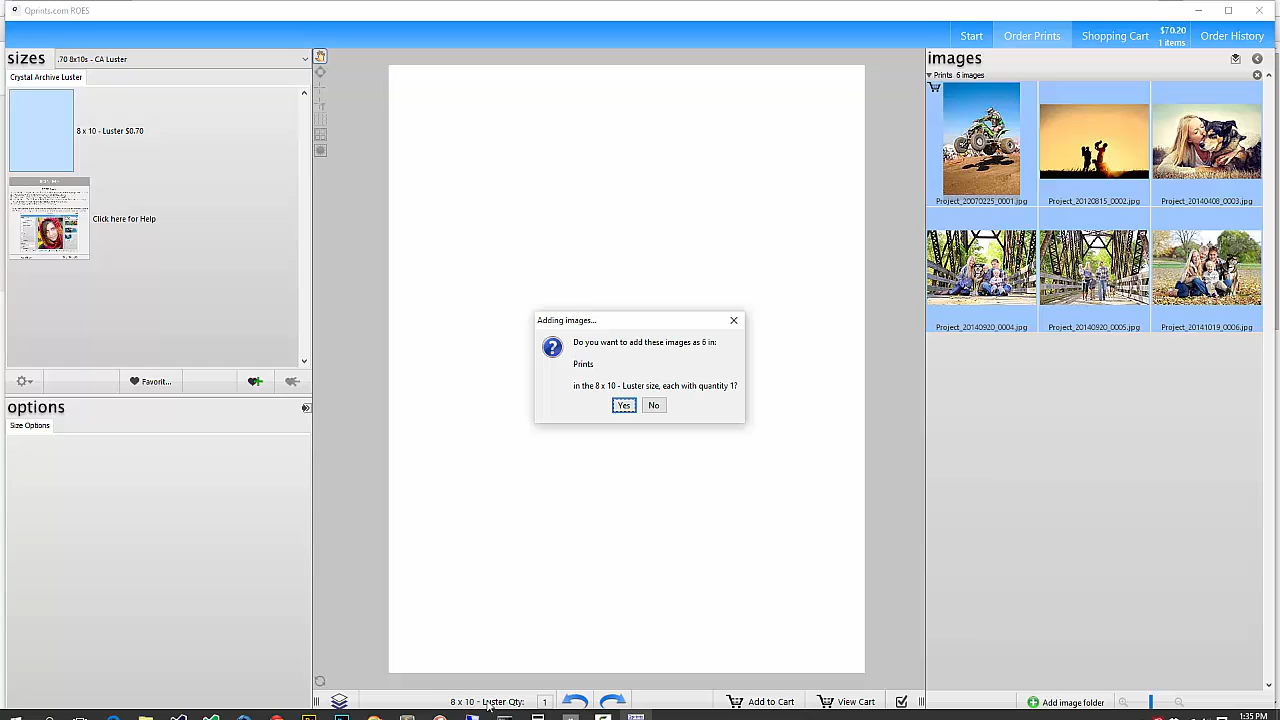 Qprints.com ROES
Start
Order Prints
Shopping Cart
$70.20
1 items
Order History
sizes
.70 8x10s - CA Luster
Crystal Archive Luster
8 x 10 - Luster $0.70
Click here for Help
Favorit...
options
Size Options
Adding images...
Do you want to add these images as 6 in:
Prints
in the 8 x 10 - Luster size, each with quantity 1?
Yes
No
8 x 10 - Luster Qty:
1
Add to Cart
View Cart
images
Prints 6 images
Project_20070225_0001.jpg
Project_20120815_0002.jpg
Project_20140408_0003.jpg
Project_20140920_0004.jpg
Project_20140920_0005.jpg
Project_20141019_0006.jpg
Add image folder
1:35 PM